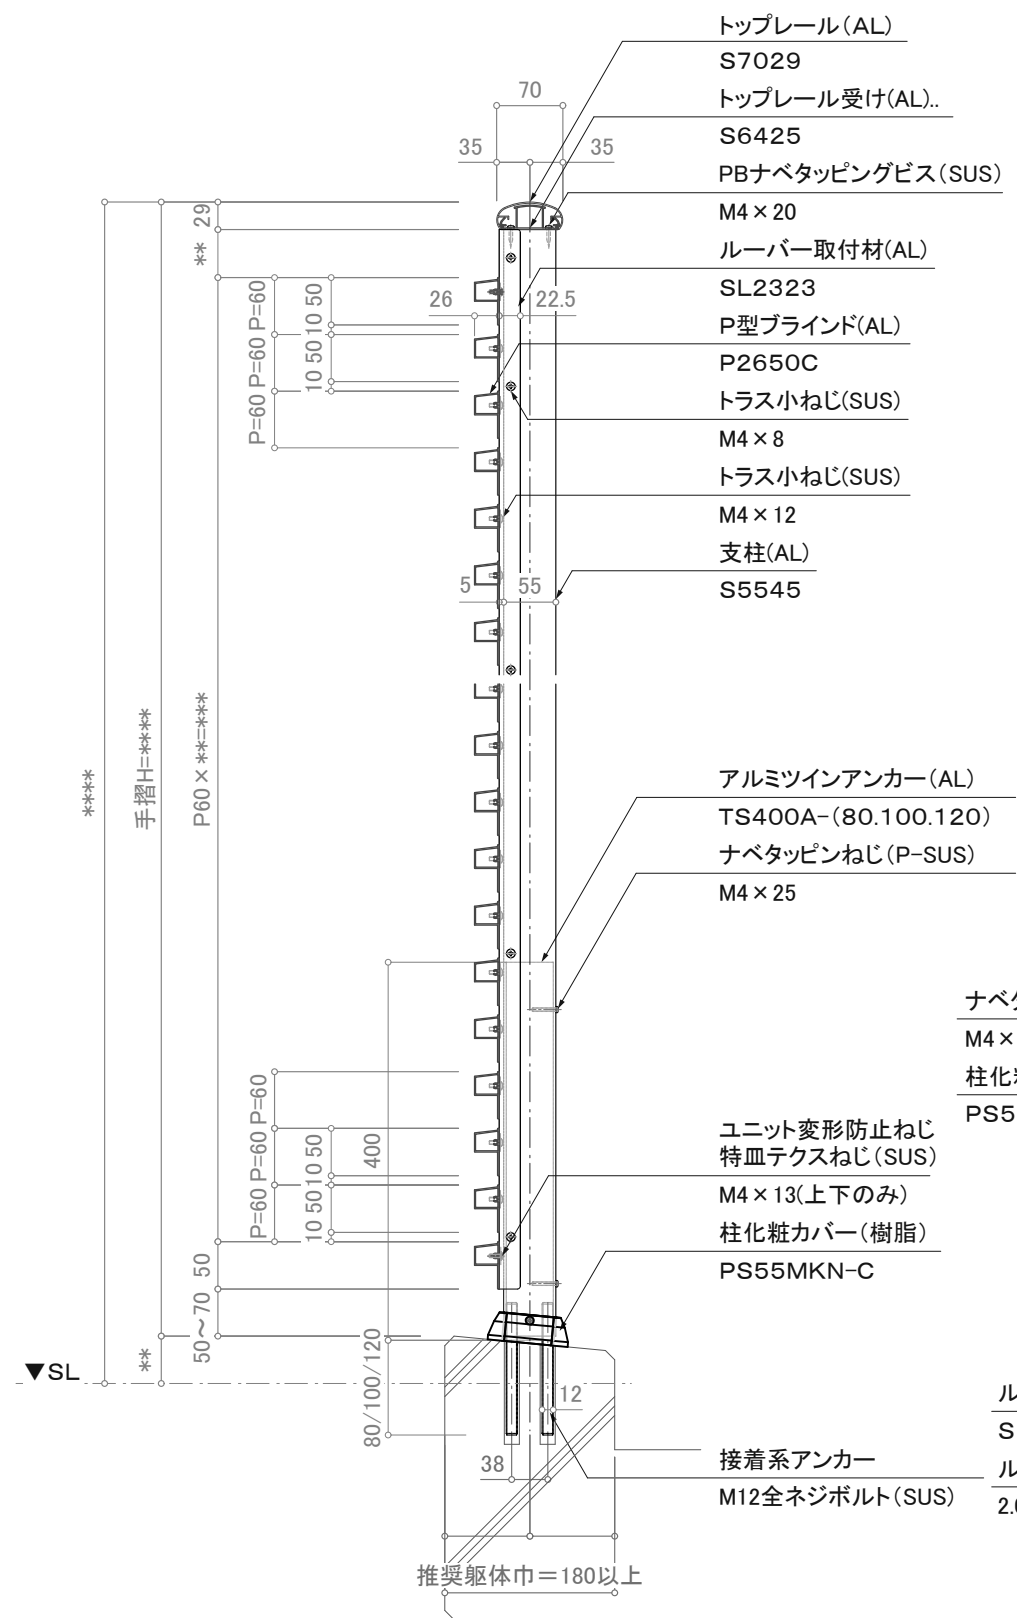 トップレール（AL）
S7029
トップレール受け(AL)..
S6425
PBナベタッピングビス（SUS）
M4×20
ルーバー取付材(AL)
SL2323
P型ブラインド(AL)
P2650C
トラス小ねじ(SUS)
M4×8
トラス小ねじ(SUS)
M4×12
支柱(AL)
S5545
アルミツインアンカー（AL）
TS400A-(80.100.120)
ナベタッピンねじ（P-SUS）
M4×25
ユニット変形防止ねじ
特皿テクスねじ（SUS）
M4×13(上下のみ)
柱化粧カバー（樹脂）
PS55MKN-C
接着系アンカー
M12全ネジボルト（SUS）
70
35
35
29
**
P=60
P=60
P=60
10 50
10 50
26
22.5
5
55
****
手摺H=****
P60×**=***
400
P=60
P=60
P=60
10 50
10 50
50
50～70
**
80/100/120
▼SL
12
38
推奨躯体巾＝180以上
M4×
PS5
ル
S
ル